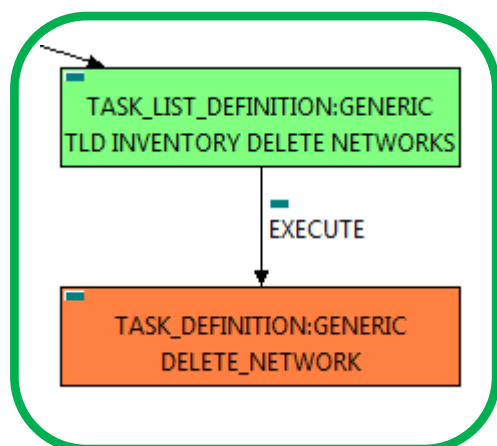 TASK_LIST_DEFINITION:GENERIC
TLD INVENTORY DELETE NETWORKS
EXECUTE
TASK_DEFINITION:GENERIC
DELETE_NETWORK